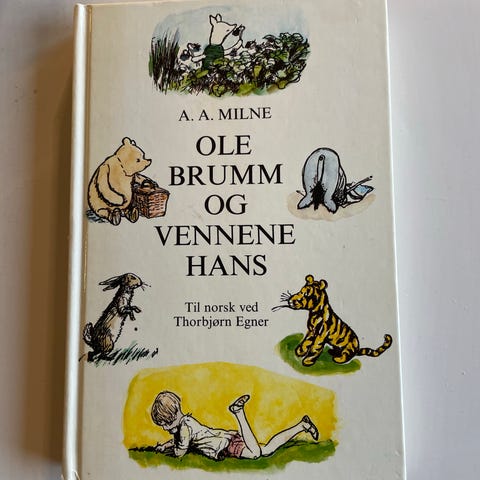 A. A. MILNE
OLE
BRUMM
OG
VENNENE
HANS
Til norsk ved
Thorbjørn Egner